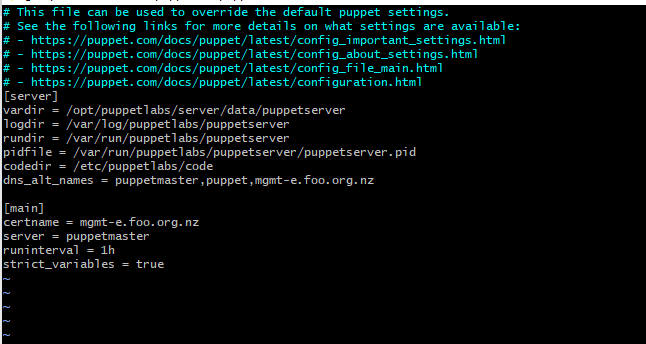 # This file can be used to override the default puppet settings.
# See the following links for more details on what settings are available:
# - https://puppet.com/docs/puppet/latest/config_important_settings.html
# - https://puppet.com/docs/puppet/latest/config_about_settings.html
# - https://puppet.com/docs/puppet/latest/config_file_main.html
# - https://puppet.com/docs/puppet/latest/configuration.html
[server]
vardir = /opt/puppetlabs/server/data/puppetserver
logdir = /var/log/puppetlabs/puppetserver
rundir = /var/run/puppetlabs/puppetserver
pidfile = /var/run/puppetlabs/puppetserver/puppetserver.pid
codedir = /etc/puppetlabs/code
dns_alt_names = puppetmaster,puppet,mgmt-e.foo.org.nz

[main]
certname = mgmt-e.foo.org.nz
server = puppetmaster
runinterval = 1h
strict_variables = true
~
~
~
~
~